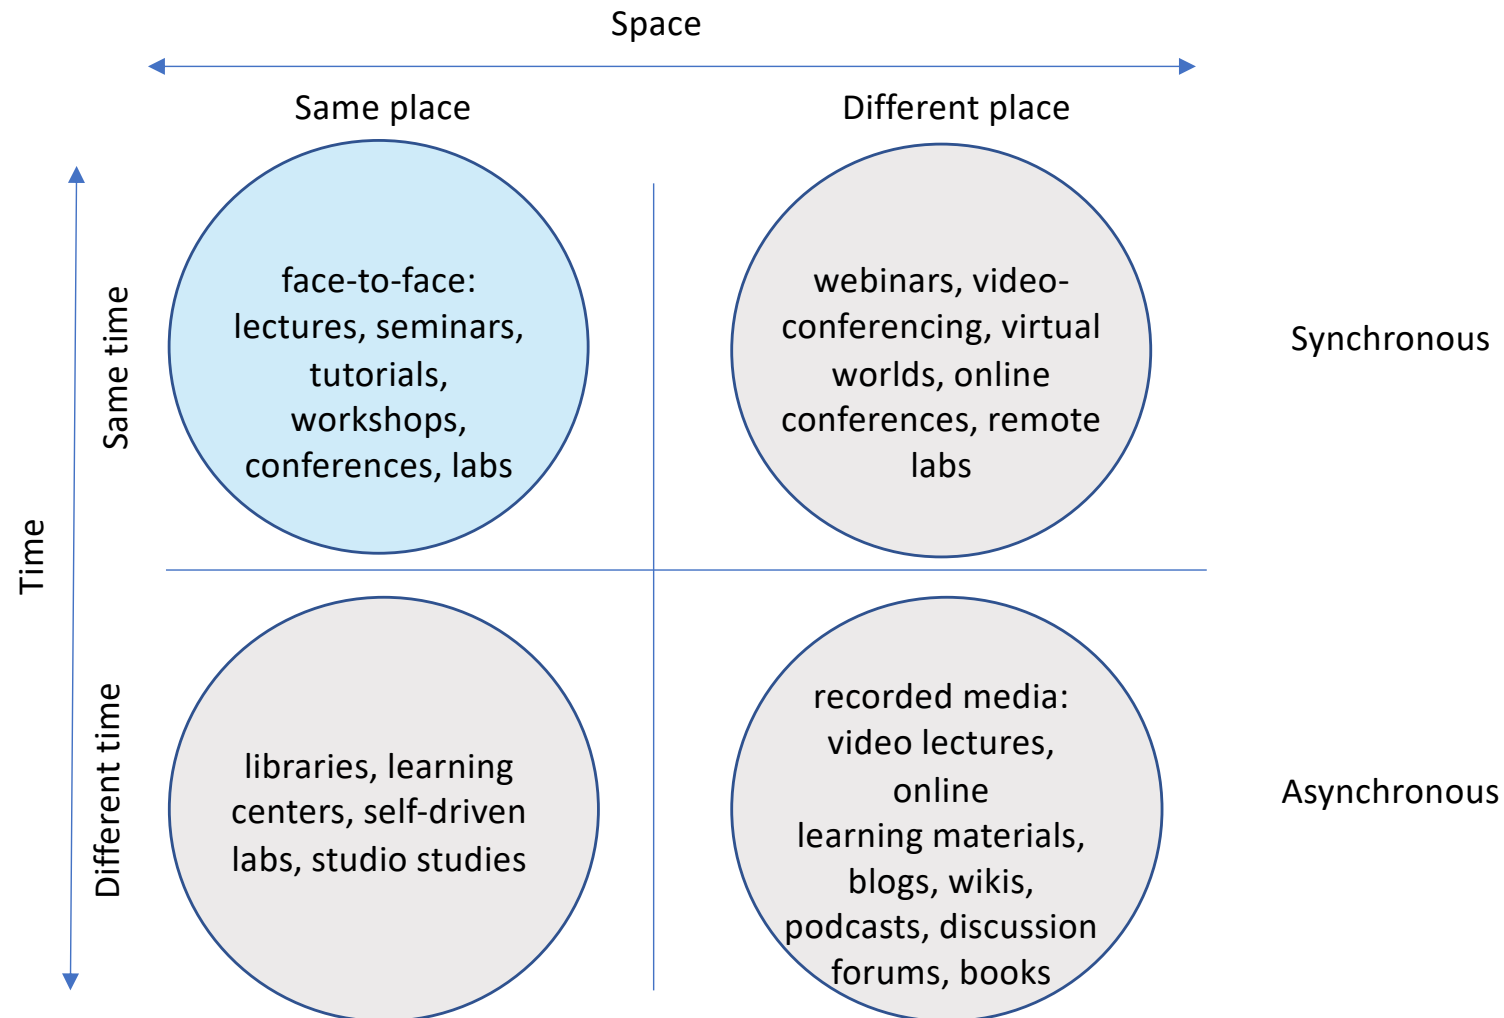 Space
Same place
Different place
Time
Same time
face-to-face:
lectures, seminars,
tutorials,
workshops,
conferences, labs
webinars, video-
conferencing, virtual
worlds, online
conferences, remote
labs
Synchronous
Different time
libraries, learning
centers, self-driven
labs, studio studies
recorded media:
video lectures,
online
learning materials,
blogs, wikis,
podcasts, discussion
forums, books
Asynchronous